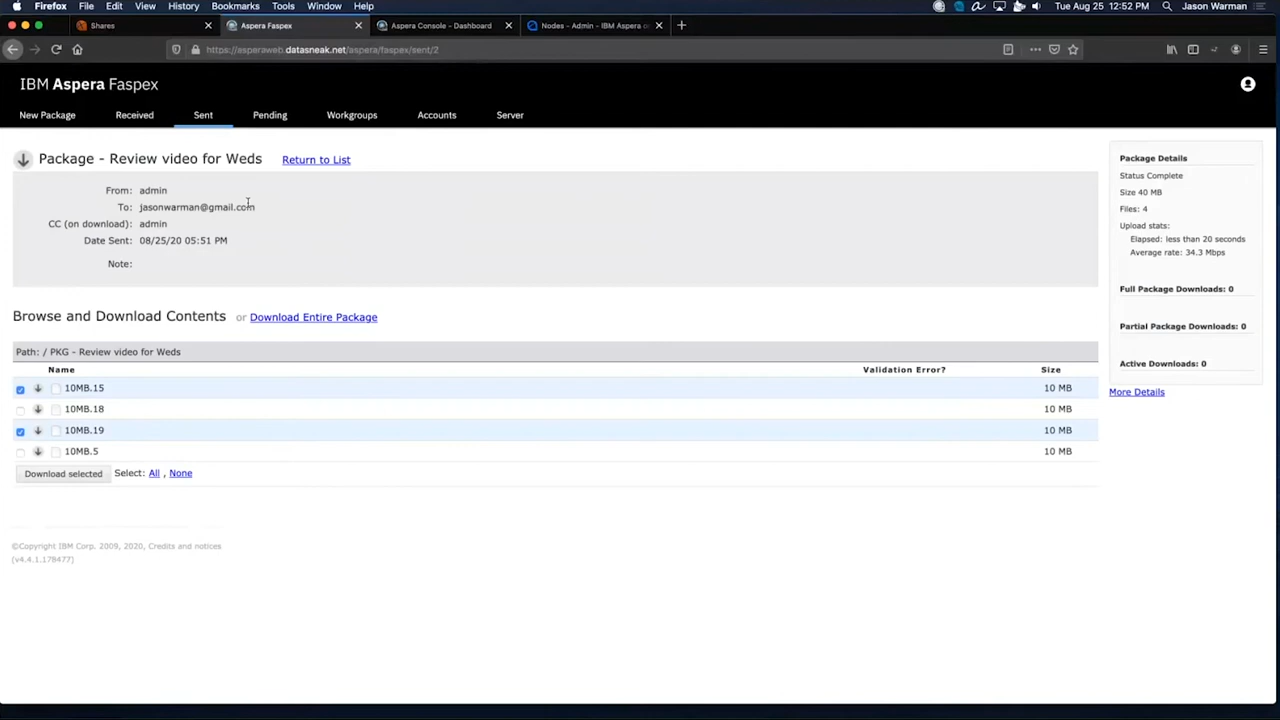 Firefox File Edit View History Bookmarks Tools Window Help Tue Aug 25 12:52 PM Jason Warman
Shares Aspera Faspex Aspera Console - Dashboard Nodes - Admin - IBM Aspera o
https://asperaweb.datasneak.net/aspera/faspex/sent/2
IBM Aspera Faspex
New Package Received Sent Pending Workgroups Accounts Server
Package - Review video for Weds Return to List
From: admin
To: jasonwarman@gmail.com
CC (on download): admin
Date Sent: 08/25/20 05:51 PM
Note:
Browse and Download Contents or Download Entire Package
Path: / PKG - Review video for Weds
Name Validation Error? Size
10MB.15 10 MB
10MB.18 10 MB
10MB.19 10 MB
10MB.5 10 MB
Download selected Select: All , None
Package Details
Status Complete
Size 40 MB
Files: 4
Upload stats:
Elapsed: less than 20 seconds
Average rate: 34.3 Mbps
Full Package Downloads: 0
Partial Package Downloads: 0
Active Downloads: 0
More Details
©Copyright IBM Corp. 2009, 2020, Credits and notices
(v4.4.1.178477)